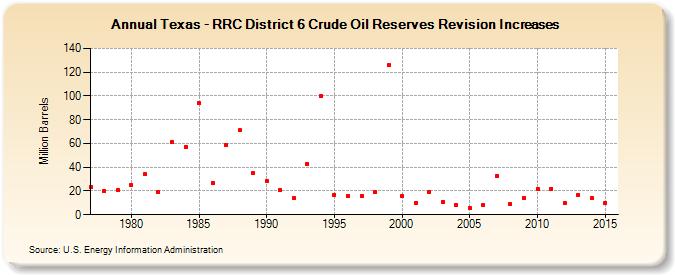 Annual Texas - RRC District 6 Crude Oil Reserves Revision Increases
Million Barrels
140
120
100
80
60
40
20
0
1980 1985 1990 1995 2000 2005 2010 2015
Source: U.S. Energy Information Administration